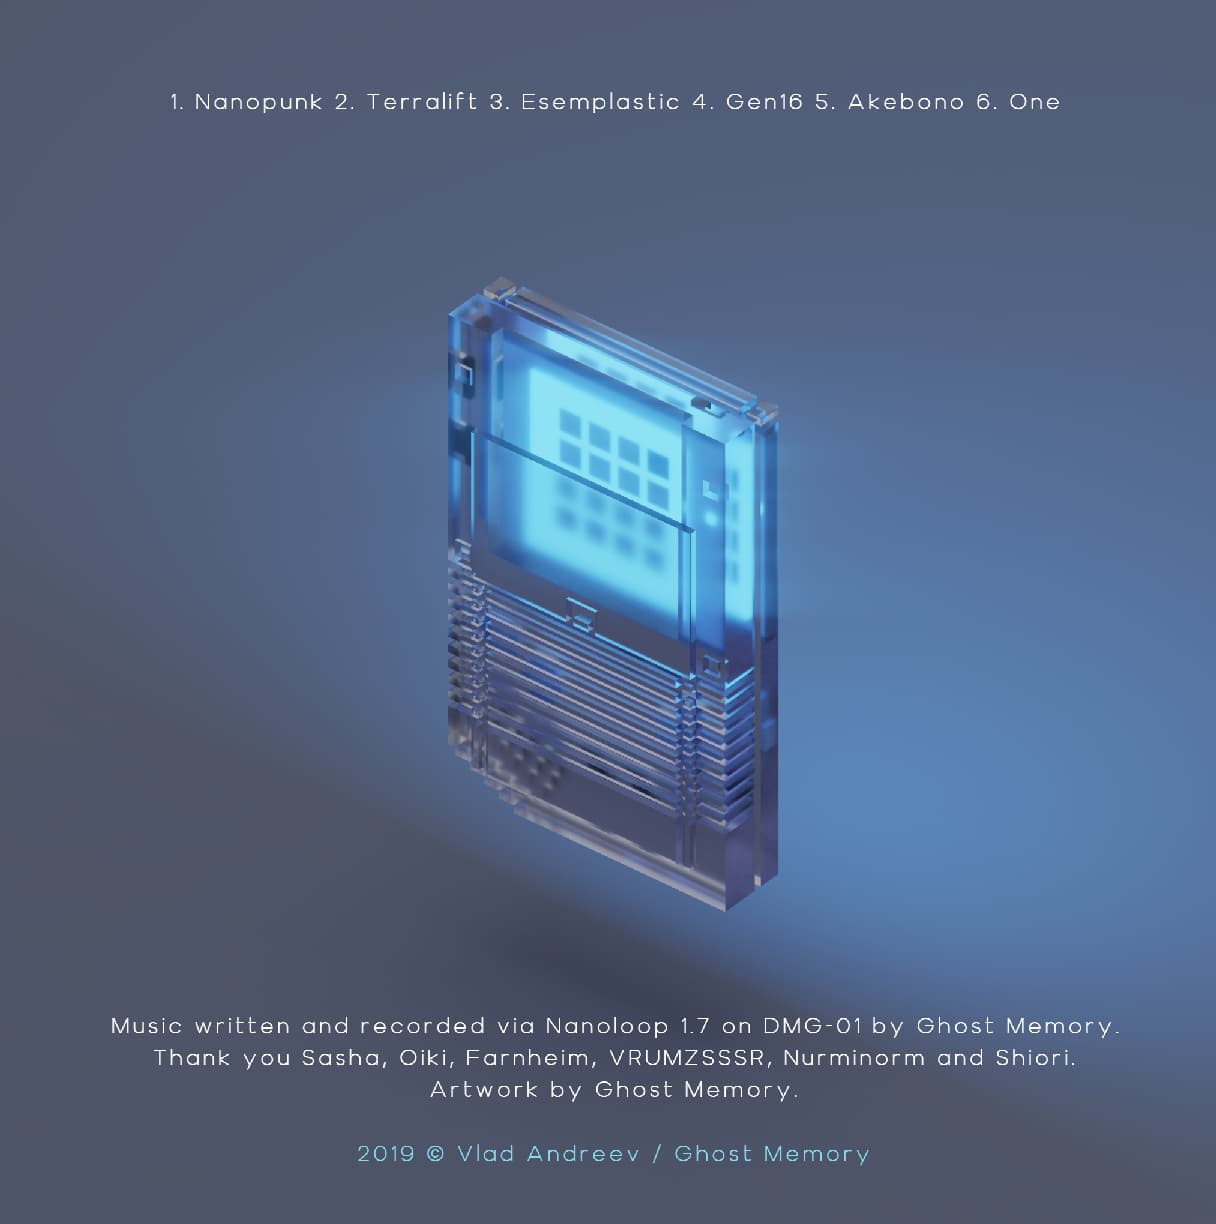 1. Nanopunk 2. Terralift 3. Esemplastic 4. Gen16 5. Akebono 6. One
Music written and recorded via Nanoloop 1.7 on DMG-01 by Ghost Memory.
Thank you Sasha, Oiki, Farnheim, VRUMZSSSR, Nurminorm and Shiori.
Artwork by Ghost Memory.
2019 © Vlad Andreev / Ghost Memory